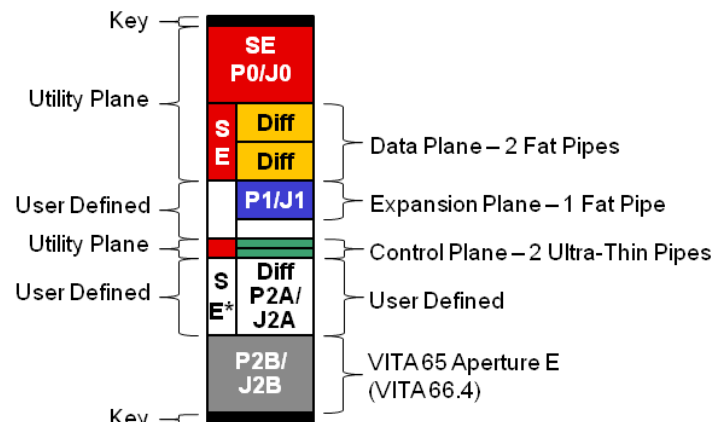 Key
SE
P0/J0
Utility Plane
S
E
Diff
Diff
Data Plane – 2 Fat Pipes
User Defined
P1/J1
Expansion Plane – 1 Fat Pipe
Utility Plane
Control Plane – 2 Ultra-Thin Pipes
User Defined
S
E*
Diff
P2A/
J2A
User Defined
P2B/
J2B
VITA 65 Aperture E
(VITA 66.4)
Key